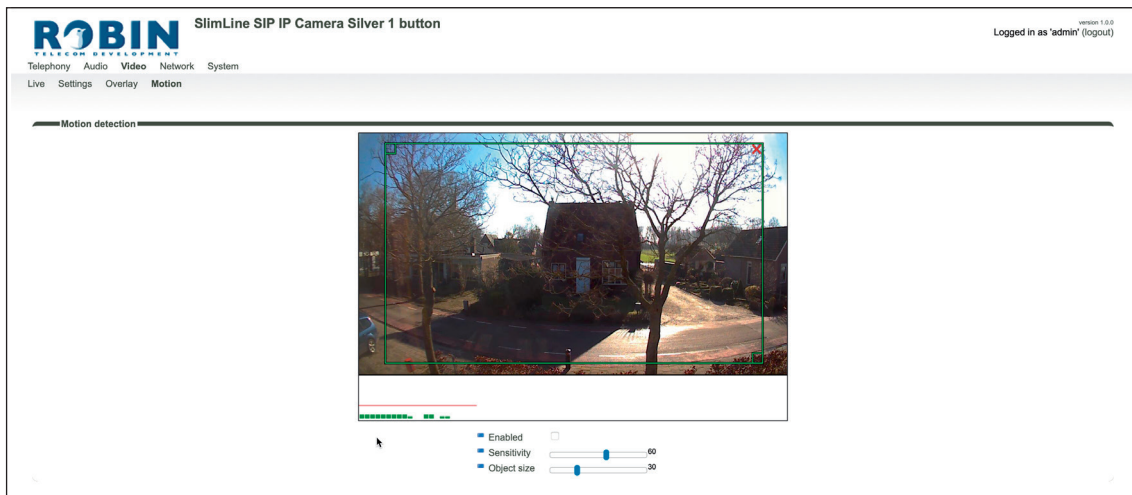 ROBIN
TELECOM DEVELOPMENT
SlimLine SIP IP Camera Silver 1 button
version 1.0.0
Logged in as 'admin' (logout)
Telephony Audio Video Network System
Live Settings Overlay Motion
Motion detection
Enabled
Sensitivity 60
Object size 30